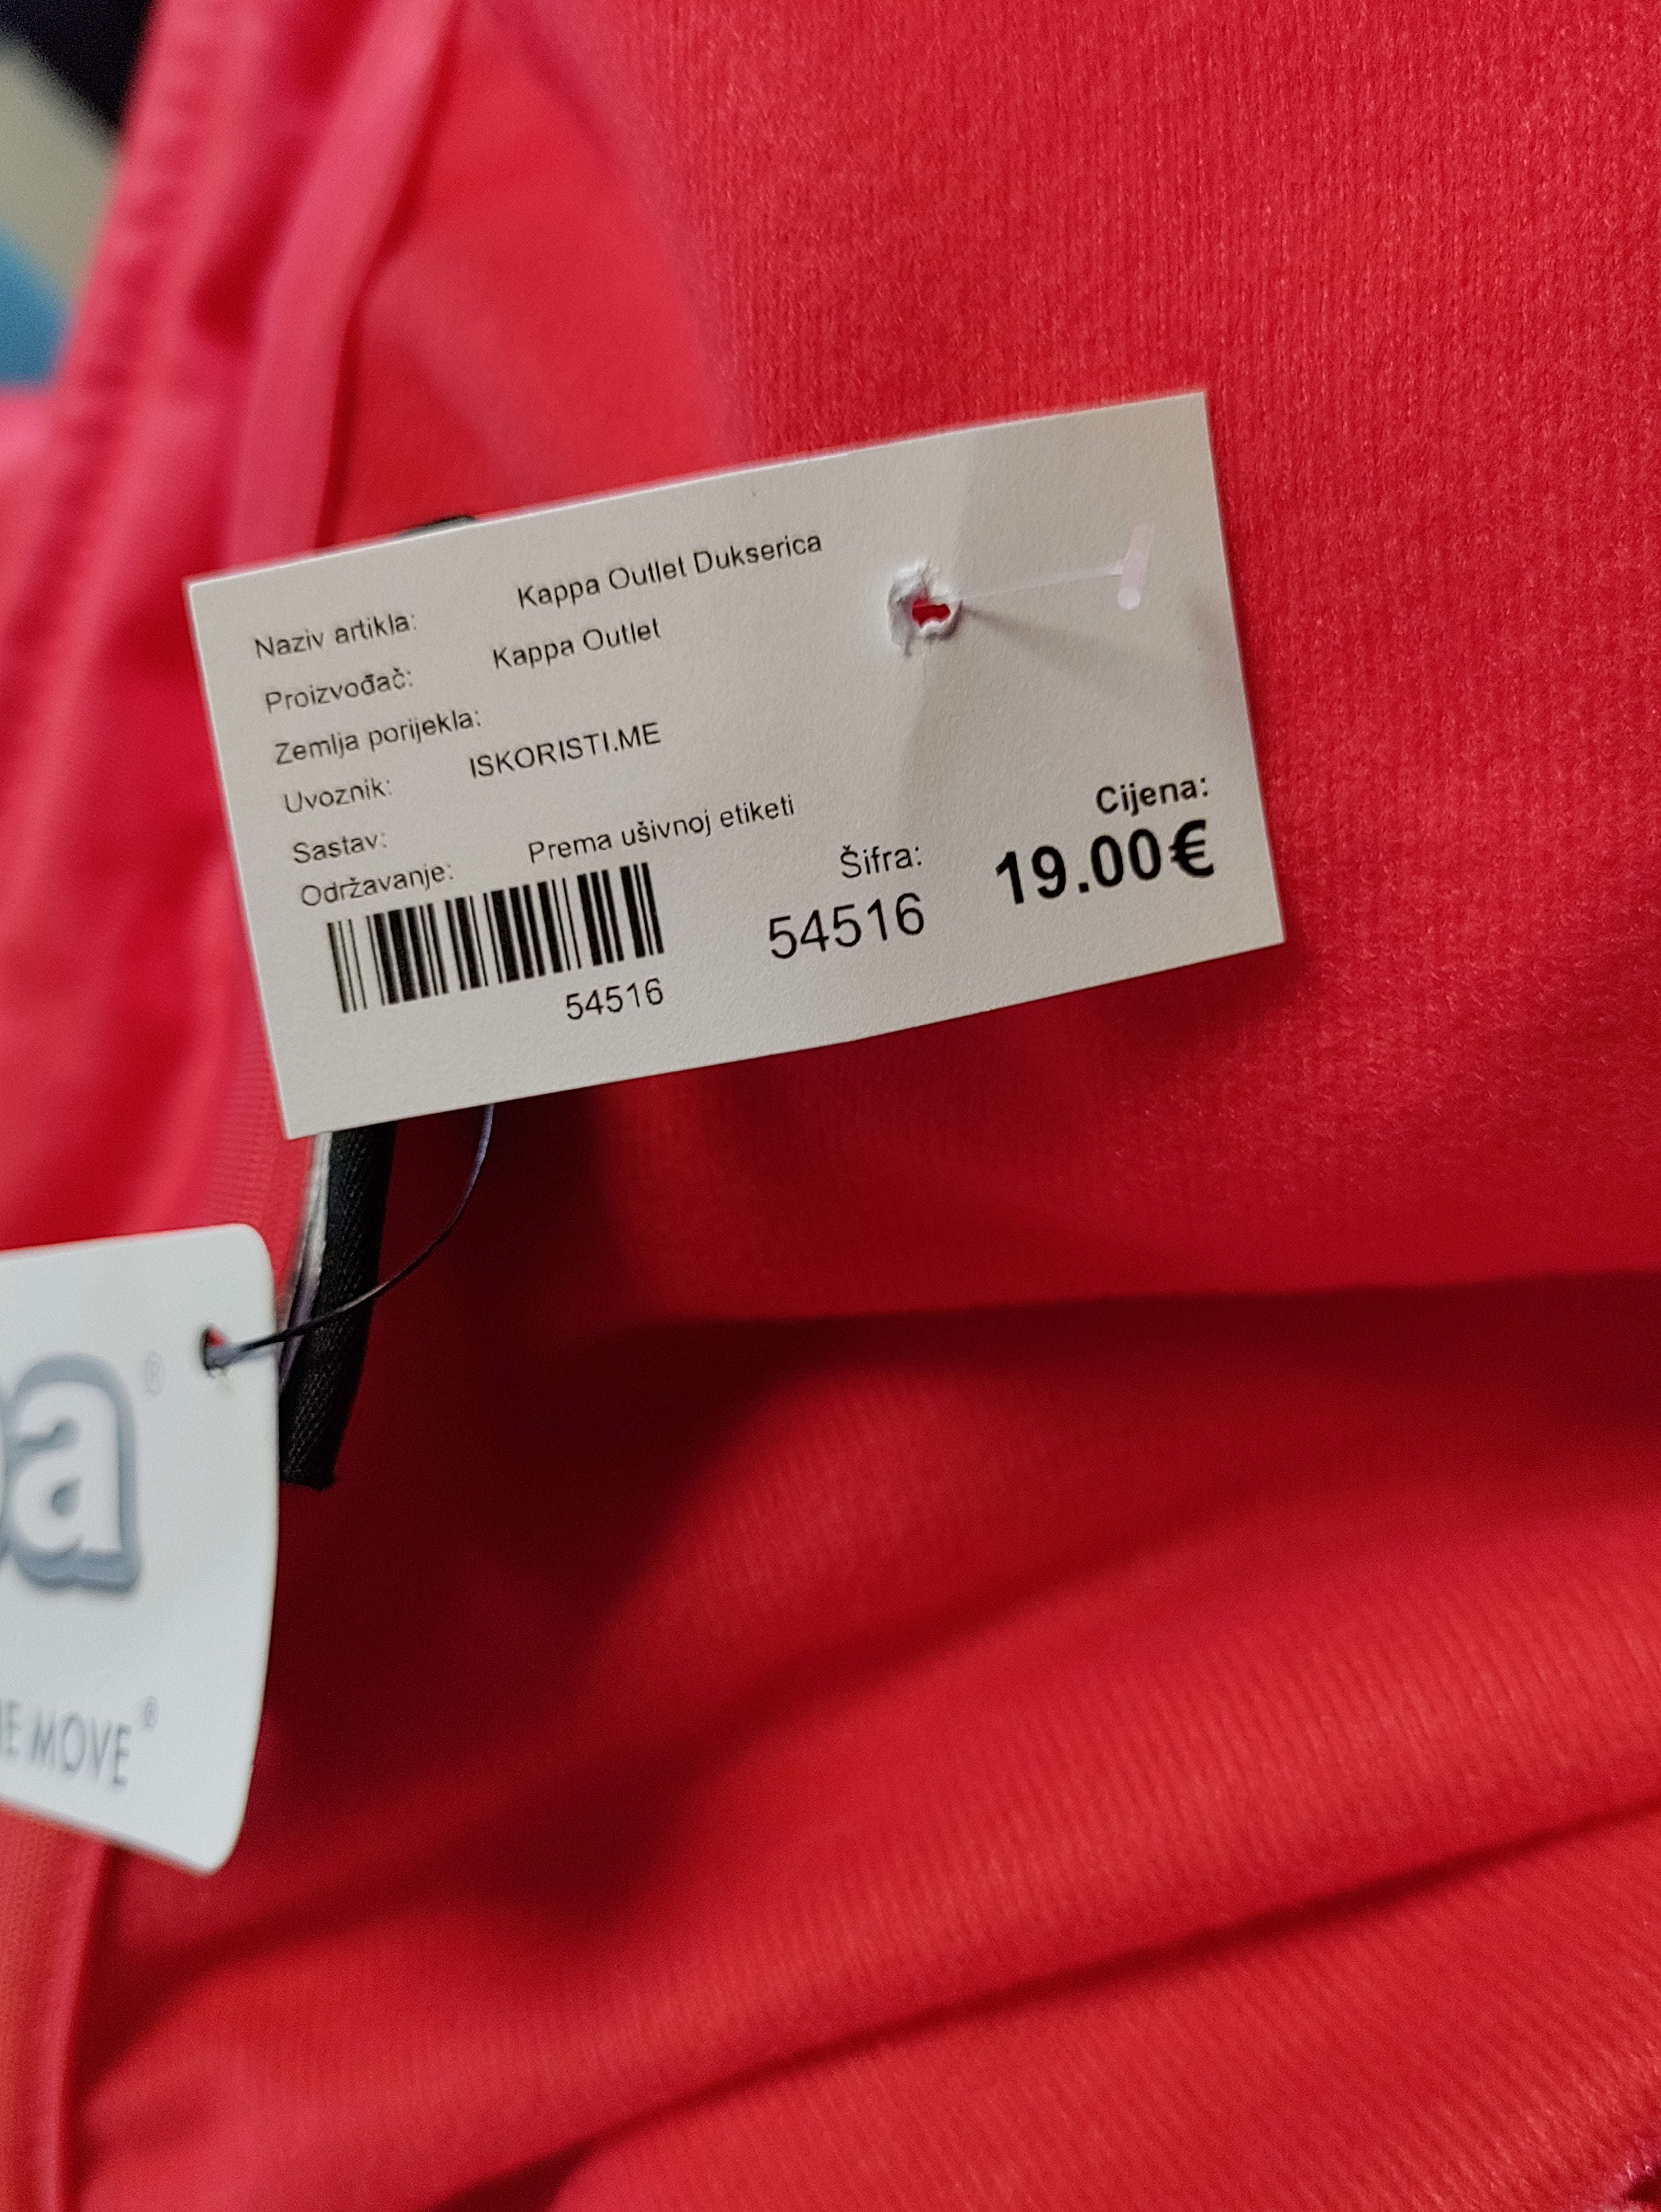 Naziv artikla: Kappa Outlet Dukserica
Proizvođač: Kappa Outlet
Zemlja porijekla:
Uvoznik: ISKORISTI.ME
Sastav:
Održavanje: Prema ušivnoj etiketi
54516
Šifra:
54516
Cijena:
19.00€
a®
MOVE®